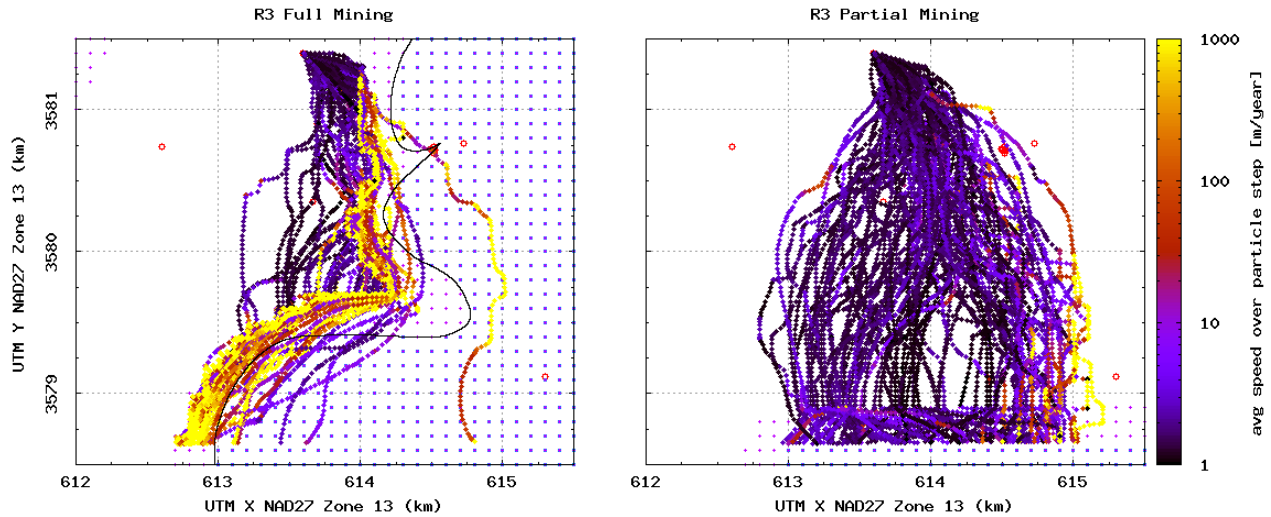 R3 Full Mining
R3 Partial Mining
UTM Y NAD27 Zone 13 (km)
3581
3580
3579
612
613
614
615
UTM X NAD27 Zone 13 (km)
612
613
614
615
UTM X NAD27 Zone 13 (km)
1000
100
10
1
avg speed over particle step [m/year]